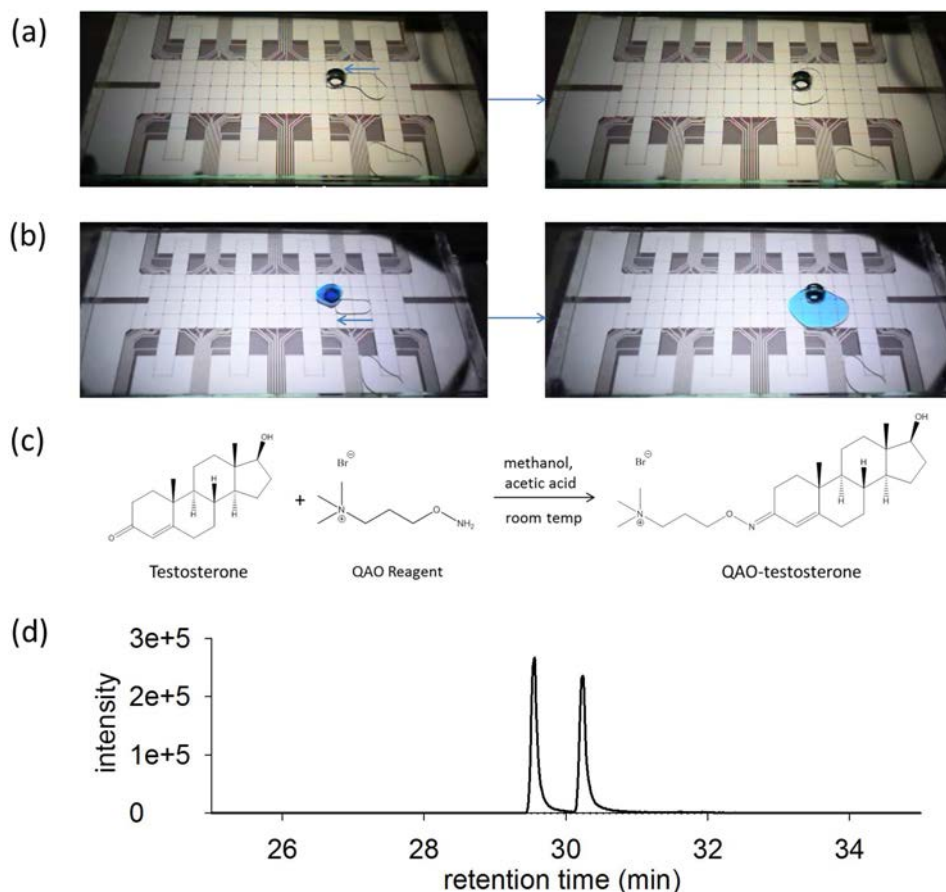 (a)
(b)
(c)
OH
H
H
H
O
Testosterone
+
Br⊖
N
⊕
O
NH₂
QAO Reagent
methanol,
acetic acid
room temp
Br⊖
N
⊕
O
N
OH
H
H
H
QAO-testosterone
(d)
3e+5
2e+5
1e+5
0
intensity
26 28 30 32 34
retention time (min)